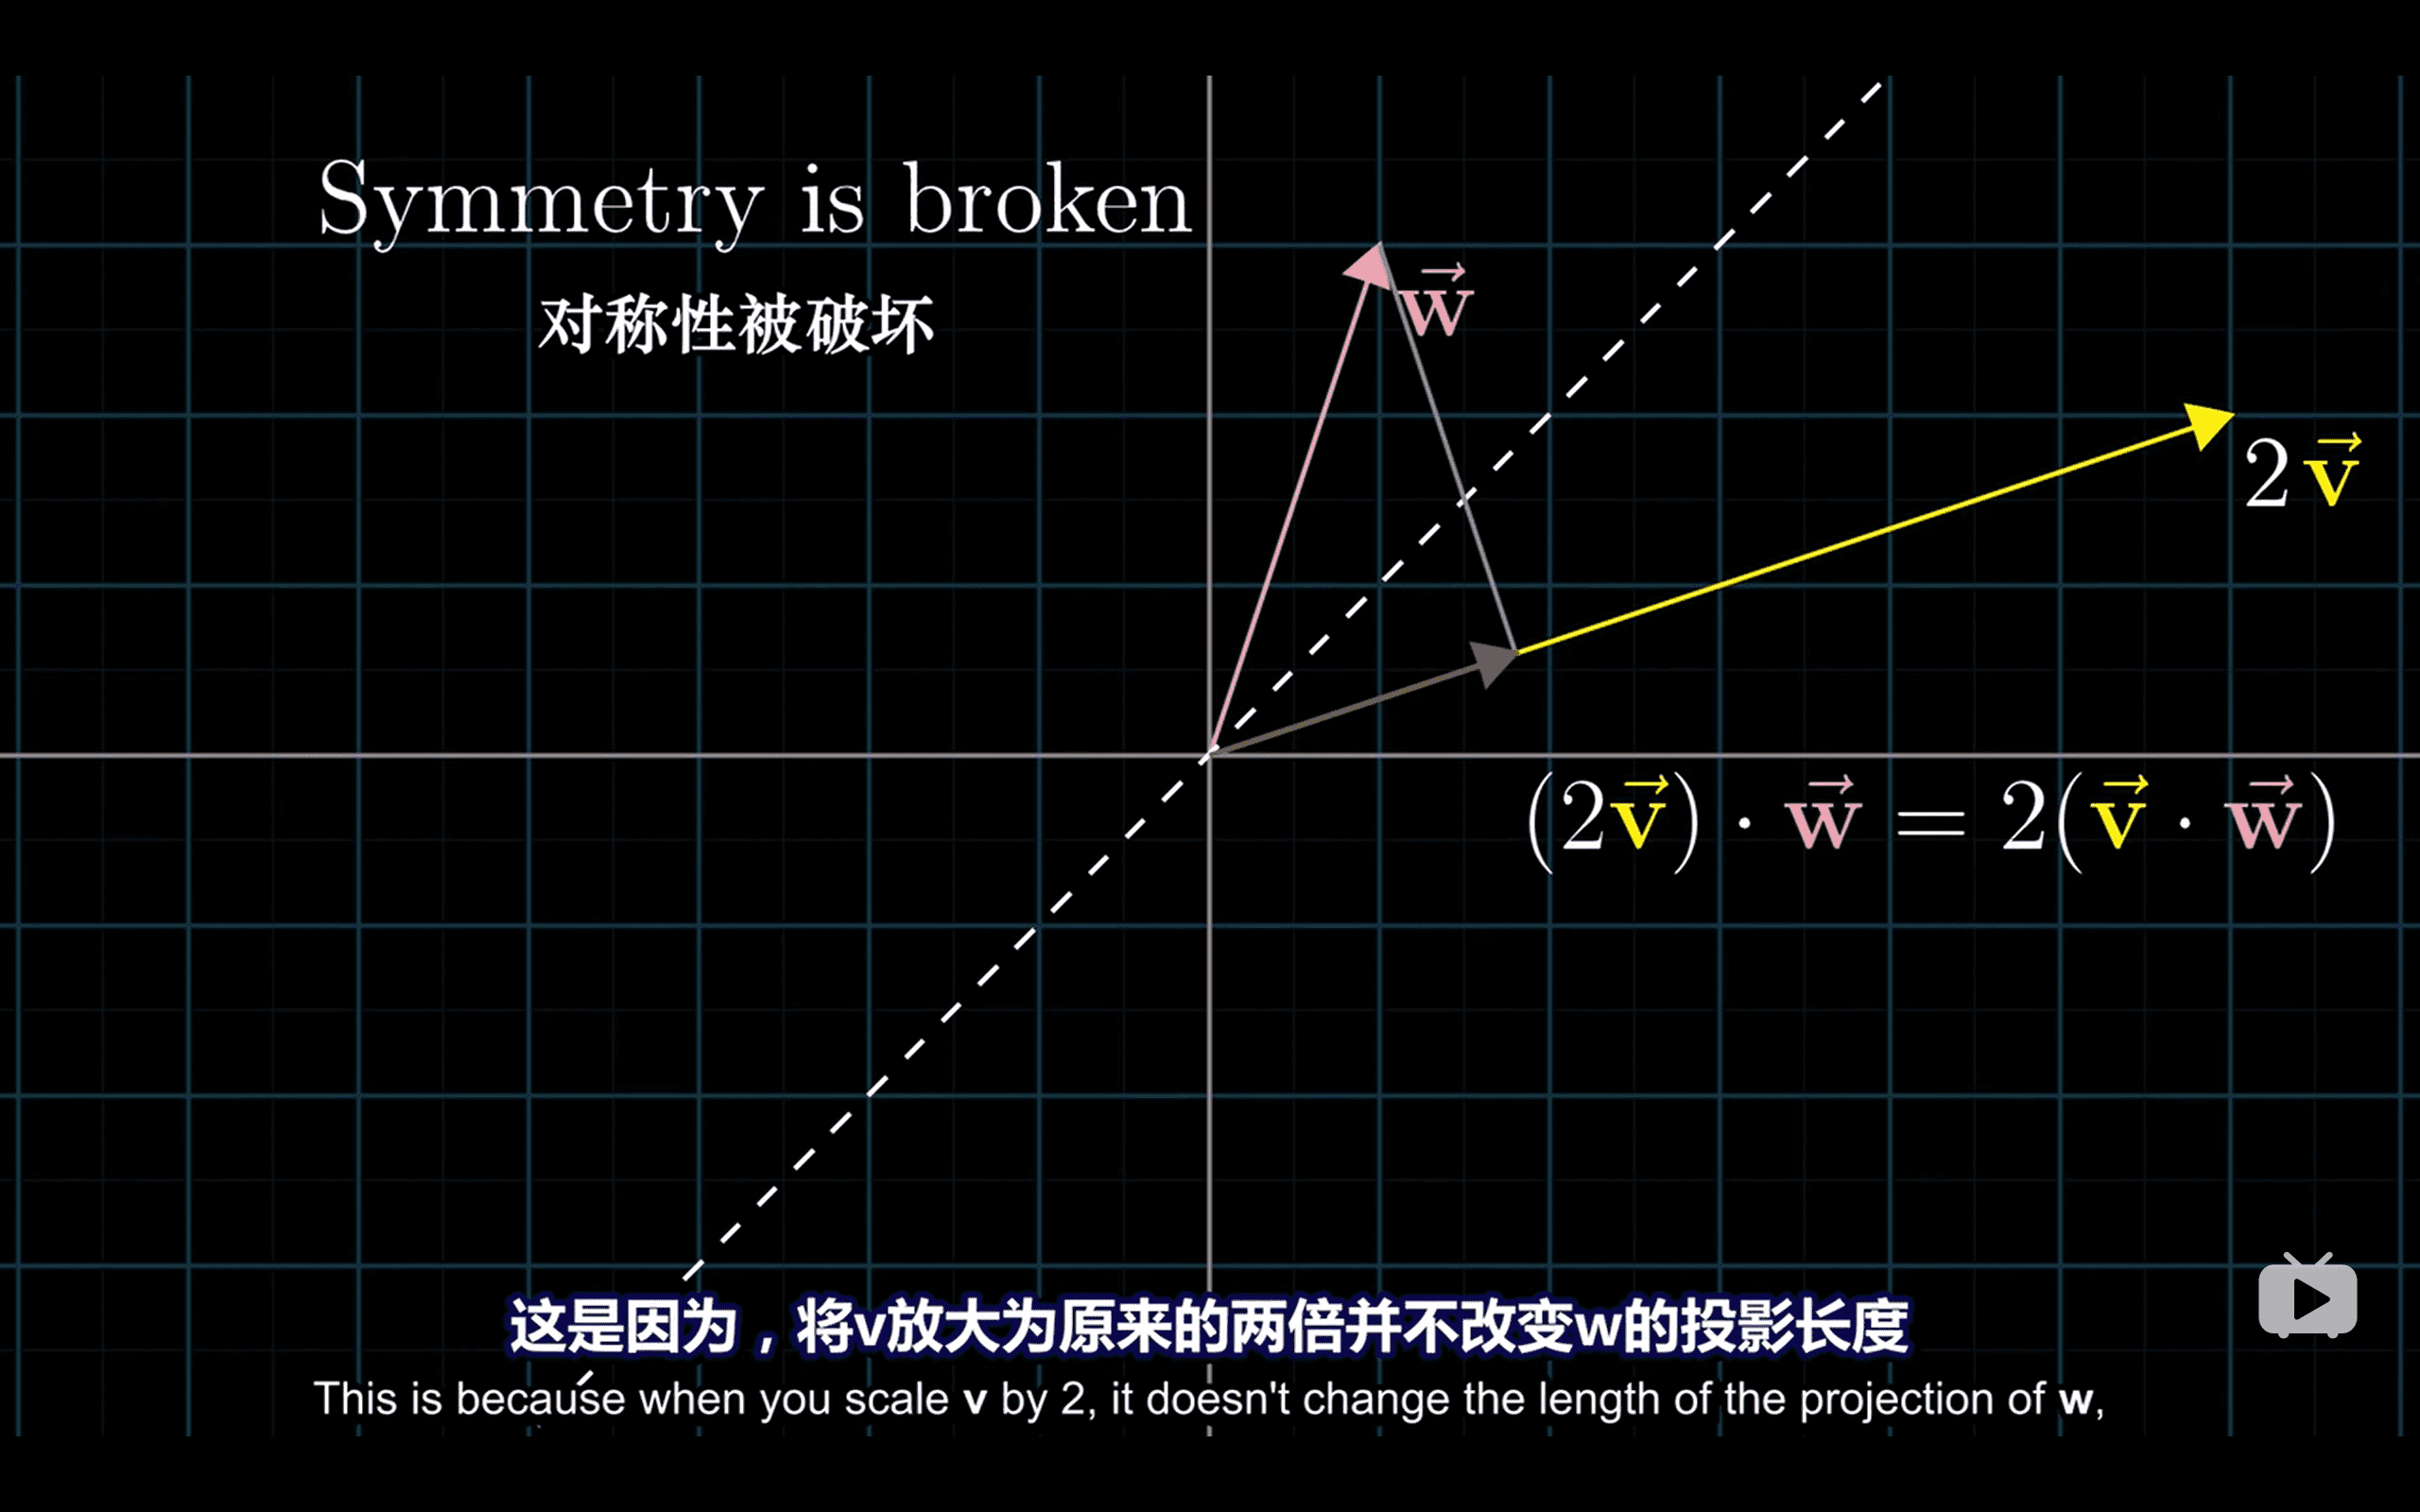 Symmetry is broken
对称性被破坏
$\vec{\mathbf{w}}$
$2\vec{\mathbf{v}}$
$(2\vec{\mathbf{v}}) \cdot \vec{\mathbf{w}} = 2(\vec{\mathbf{v}} \cdot \vec{\mathbf{w}})$
这是因为，将v放大为原来的两倍并不改变w的投影长度
This is because when you scale v by 2, it doesn't change the length of the projection of w,